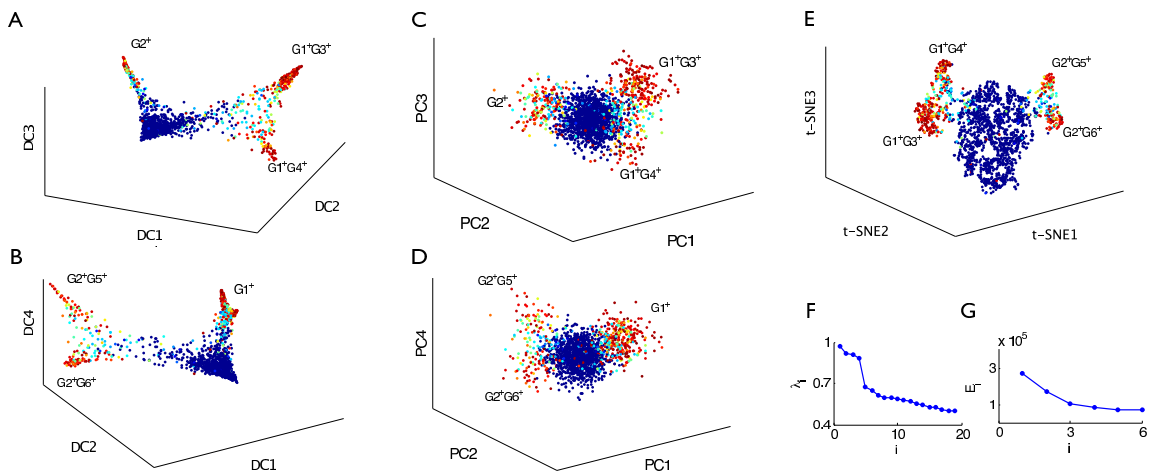 A
G2⁺
G1⁺G3⁺
G1⁺G4⁺
DC3
DC1
DC2
B
G2⁺G5⁺
G1⁺
G2⁺G6⁺
DC4
DC2
DC1
C
G1⁺G3⁺
G2⁺
G1⁺G4⁺
PC3
PC2
PC1
D
G2⁺G5⁺
G1⁺
G2⁺G6⁺
PC4
PC2
PC1
E
G1⁺G4⁺
G2⁺G5⁺
G1⁺G3⁺
G2⁺G6⁺
t-SNE3
t-SNE2
t-SNE1
F
1
0.7
0.4
λᵢ
0
10
20
i
G
x 10⁵
3
1
Eᵢ
0
3
6
i